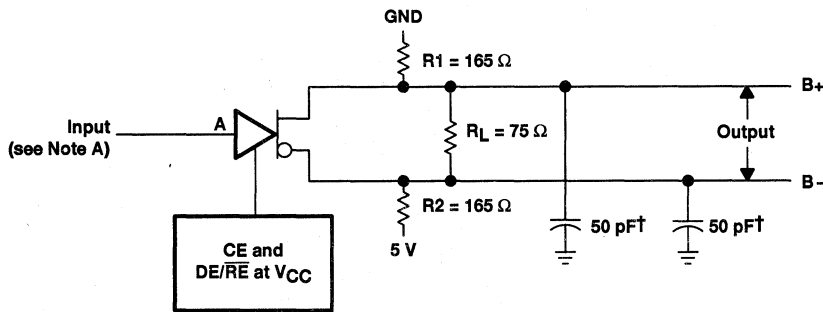 GND
R1 = 165 Ω
B+
A
Input
(see Note A)
RL = 75 Ω
Output
B–
R2 = 165 Ω
5 V
50 pF†
50 pF†
CE and
DE/R̅E̅ at VCC